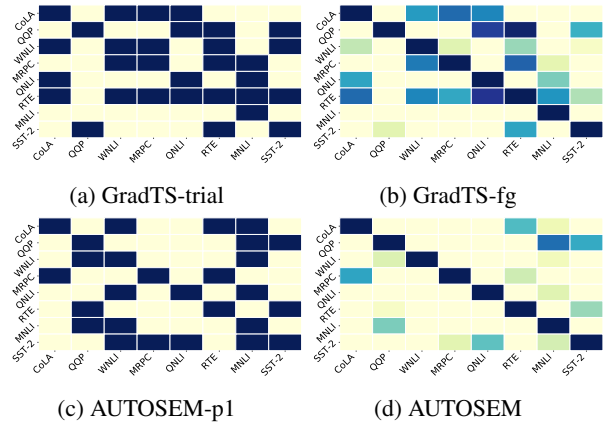 CoLA
QQP
WNLI
MRPC
QNLI
RTE
MNLI
SST-2
CoLA QQP WNLI MRPC QNLI RTE MNLI SST-2
(a) GradTS-trial
CoLA
QQP
WNLI
MRPC
QNLI
RTE
MNLI
SST-2
CoLA QQP WNLI MRPC QNLI RTE MNLI SST-2
(b) GradTS-fg
CoLA
QQP
WNLI
MRPC
QNLI
RTE
MNLI
SST-2
CoLA QQP WNLI MRPC QNLI RTE MNLI SST-2
(c) AUTOSEM-p1
CoLA
QQP
WNLI
MRPC
QNLI
RTE
MNLI
SST-2
CoLA QQP WNLI MRPC QNLI RTE MNLI SST-2
(d) AUTOSEM